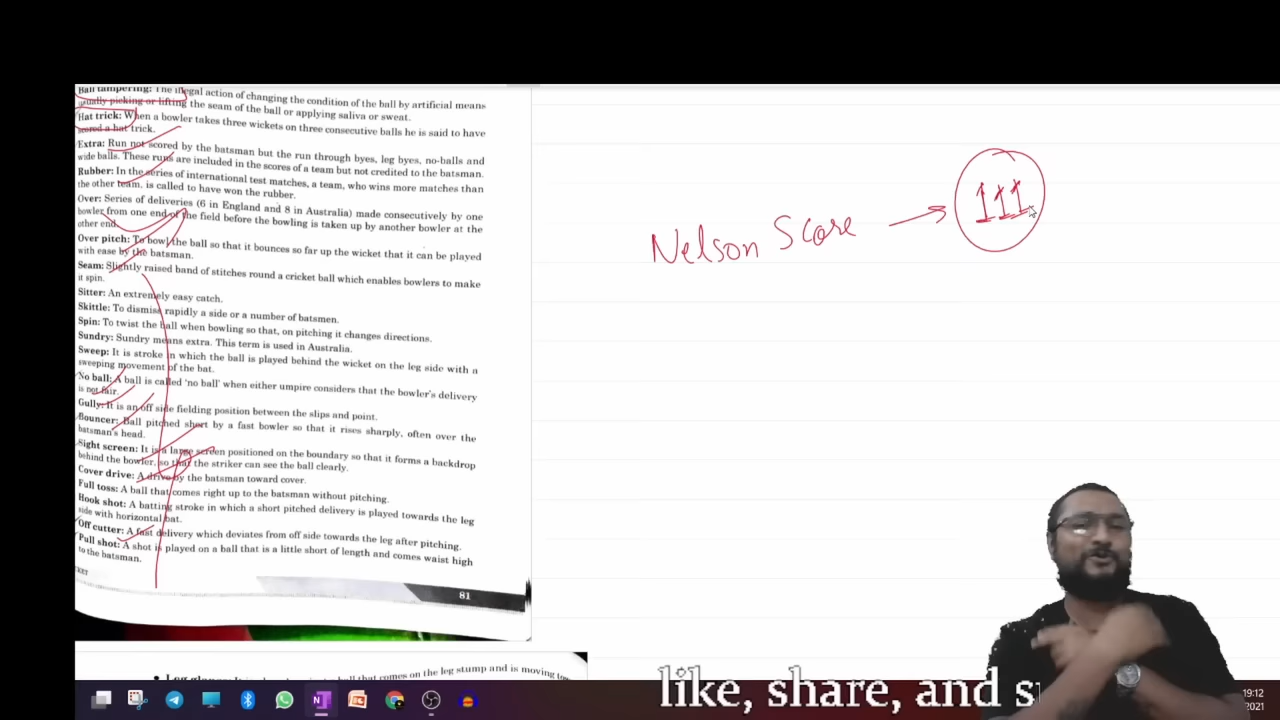 Ball tampering: The illegal action of changing the condition of the ball by artificial means
usually picking or lifting the seam of the ball or applying saliva or sweat.
Hat trick: When a bowler takes three wickets on three consecutive balls he is said to have
scored a hat trick.
Extra: Run not scored by the batsman but the run through byes, leg byes, no-balls and
wide balls. These runs are included in the scores of a team but not credited to the batsman.
Rubber: In the series of international test matches, a team, who wins more matches than
the other team, is called to have won the rubber.
Over: Series of deliveries (6 in England and 8 in Australia) made consecutively by one
bowler from one end of the field before the bowling is taken up by another bowler at the
other end.
Over pitch: To bowl the ball so that it bounces so far up the wicket that it can be played
with ease by the batsman.
Seam: Slightly raised band of stitches round a cricket ball which enables bowlers to make
it spin.
Sitter: An extremely easy catch.
Skittle: To dismiss rapidly a side or a number of batsmen.
Spin: To twist the ball when bowling so that, on pitching it changes directions.
Sundry: Sundry means extra. This term is used in Australia.
Sweep: It is stroke in which the ball is played behind the wicket on the leg side with a
sweeping movement of the bat.
No ball: A ball is called 'no ball' when either umpire considers that the bowler's delivery
is not fair.
Gully: It is an off side fielding position between the slips and point.
Bouncer: Ball pitched short by a fast bowler so that it rises sharply, often over the
batsman's head.
Sight screen: It is a large screen positioned on the boundary so that it forms a backdrop
behind the bowler, so that the striker can see the ball clearly.
Cover drive: A drive by the batsman toward cover.
Full toss: A ball that comes right up to the batsman without pitching.
Hook shot: A batting stroke in which a short pitched delivery is played towards the leg
side with horizontal bat.
Off cutter: A fast delivery which deviates from off side towards the leg after pitching.
Pull shot: A shot is played on a ball that is a little short of length and comes waist high
to the batsman.
81
that comes on the leg stump and is moving
Nelson Score → 111
like, share, and s
19:12
2021